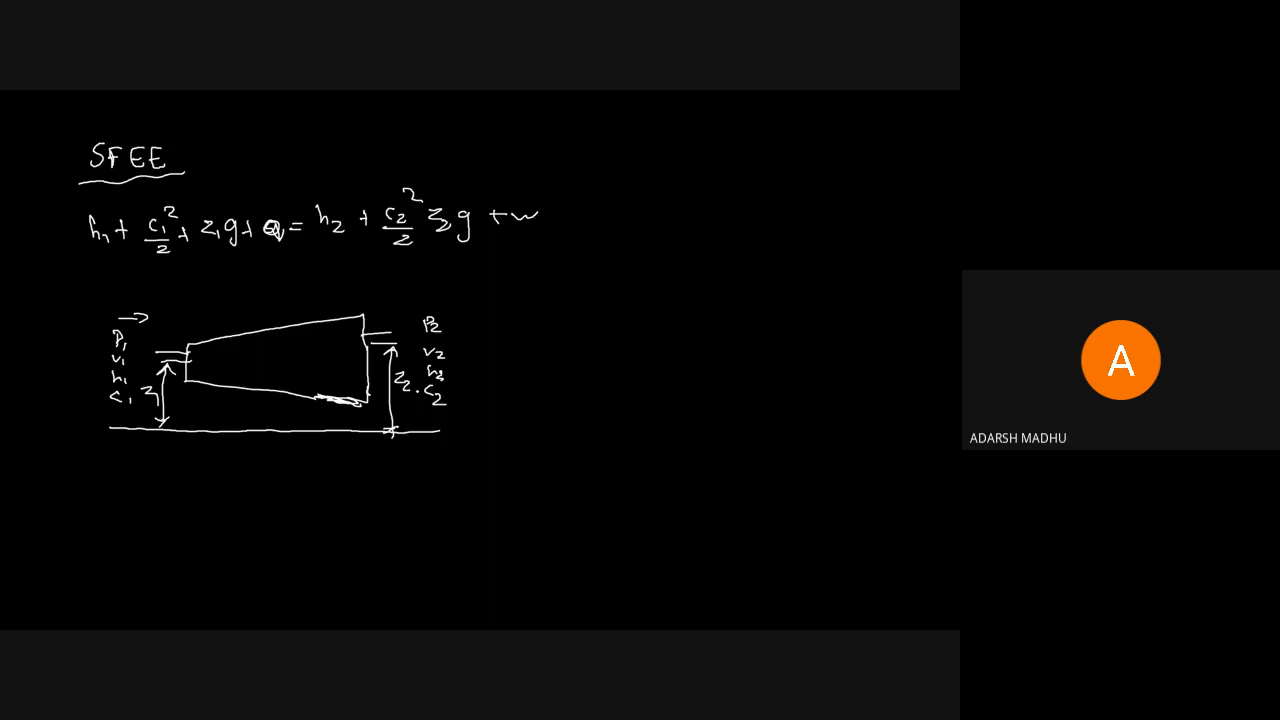 SFEE
h₁ + c₁²/2 + z₁g + q = h₂ + c₂²/2 z₂g + w
P₁
v₁
h₁
c₁ z₁
P₂
v₂
h₂
z₂ . c₂
A
ADARSH MADHU